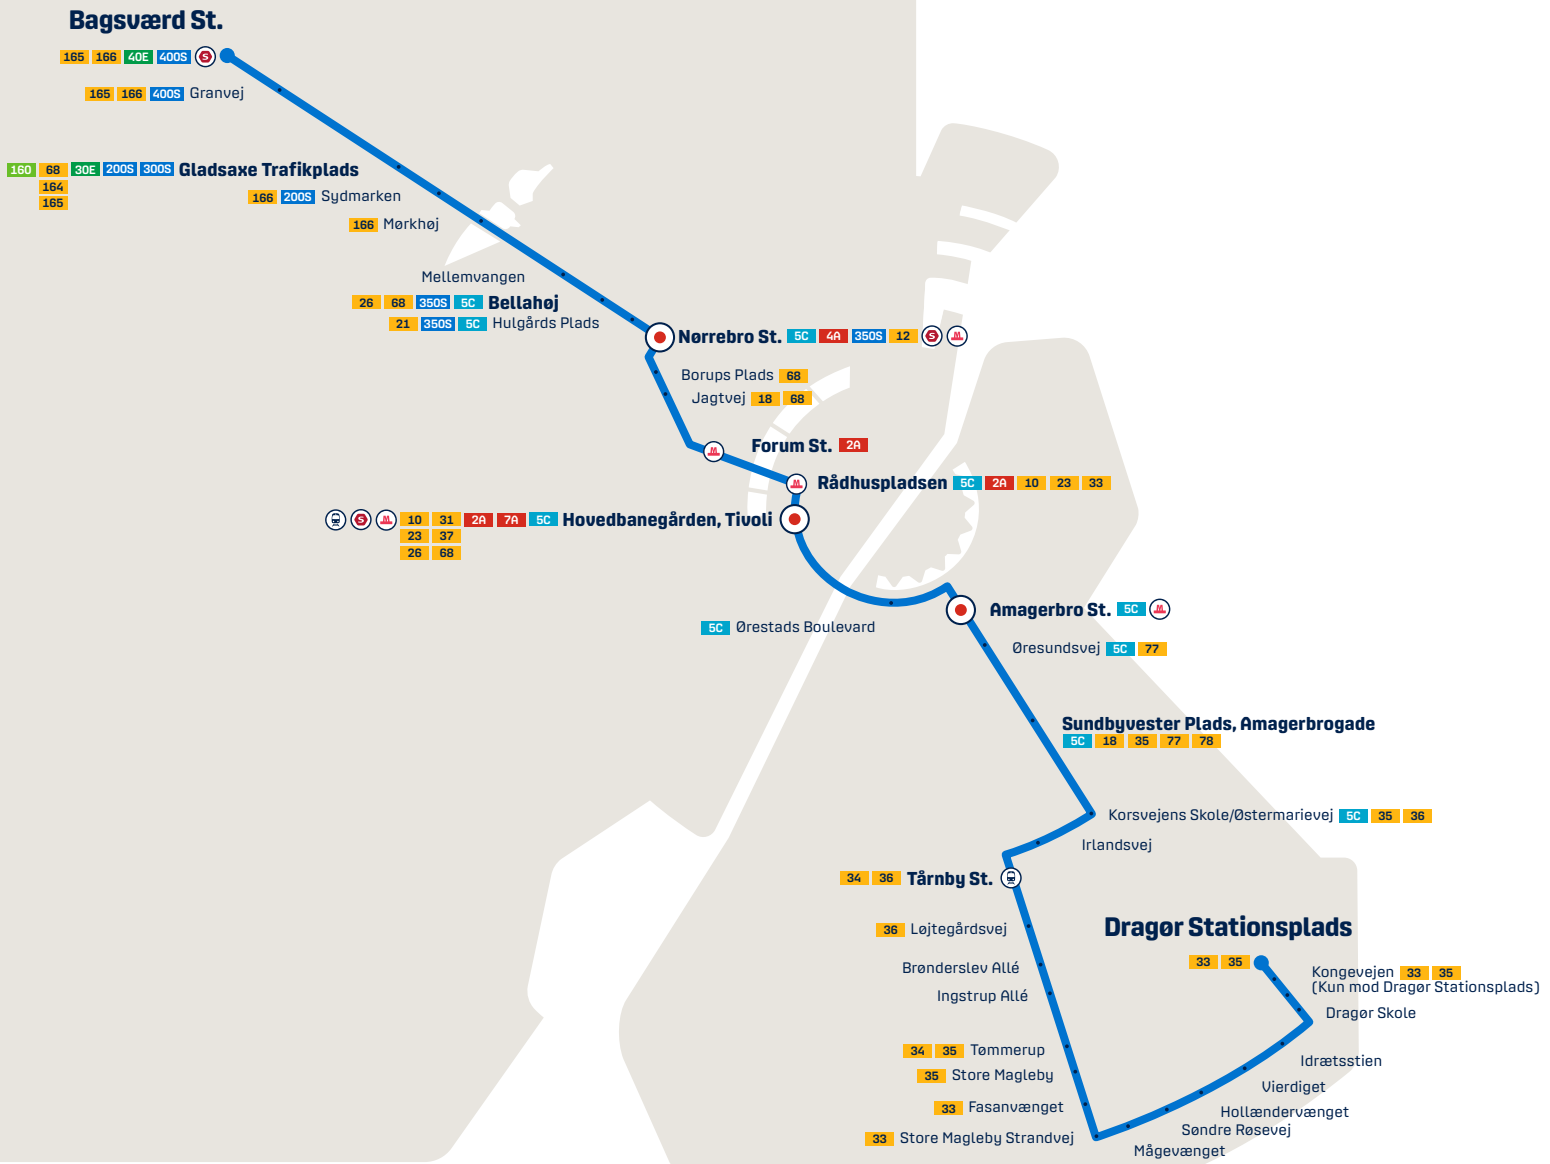 Bagsværd St.
165 166 40E 400S S
165 166 400S Granvej
160 68 30E 200S 300S Gladsaxe Trafikplads
164
165
166 200S Sydmarken
166 Mørkhøj
Mellemvangen
26 68 350S 5C Bellahøj
21 350S 5C Hulgårds Plads
Nørrebro St. 5C 4A 350S 12 S M
Borups Plads 68
Jagtvej 18 68
M Forum St. 2A
M Rådhuspladsen 5C 2A 10 23 33
S M 10 31 2A 7A 5C Hovedbanegården, Tivoli
23 37
26 68
Amagerbro St. 5C M
5C Ørestads Boulevard
Øresundsvej 5C 77
Sundbyvester Plads, Amagerbrogade
5C 18 35 77 78
Korsvejens Skole/Østermarievej 5C 35 36
Irlandsvej
34 36 Tårnby St.
36 Løjtegårdsvej
Brønderslev Allé
Ingstrup Allé
34 35 Tømmerup
35 Store Magleby
33 Fasanvænget
33 Store Magleby Strandvej
Dragør Stationsplads
33 35
Kongevejen 33 35
(Kun mod Dragør Stationsplads)
Dragør Skole
Idrætsstien
Vierdiget
Hollændervænget
Søndre Røsevej
Mågevænget